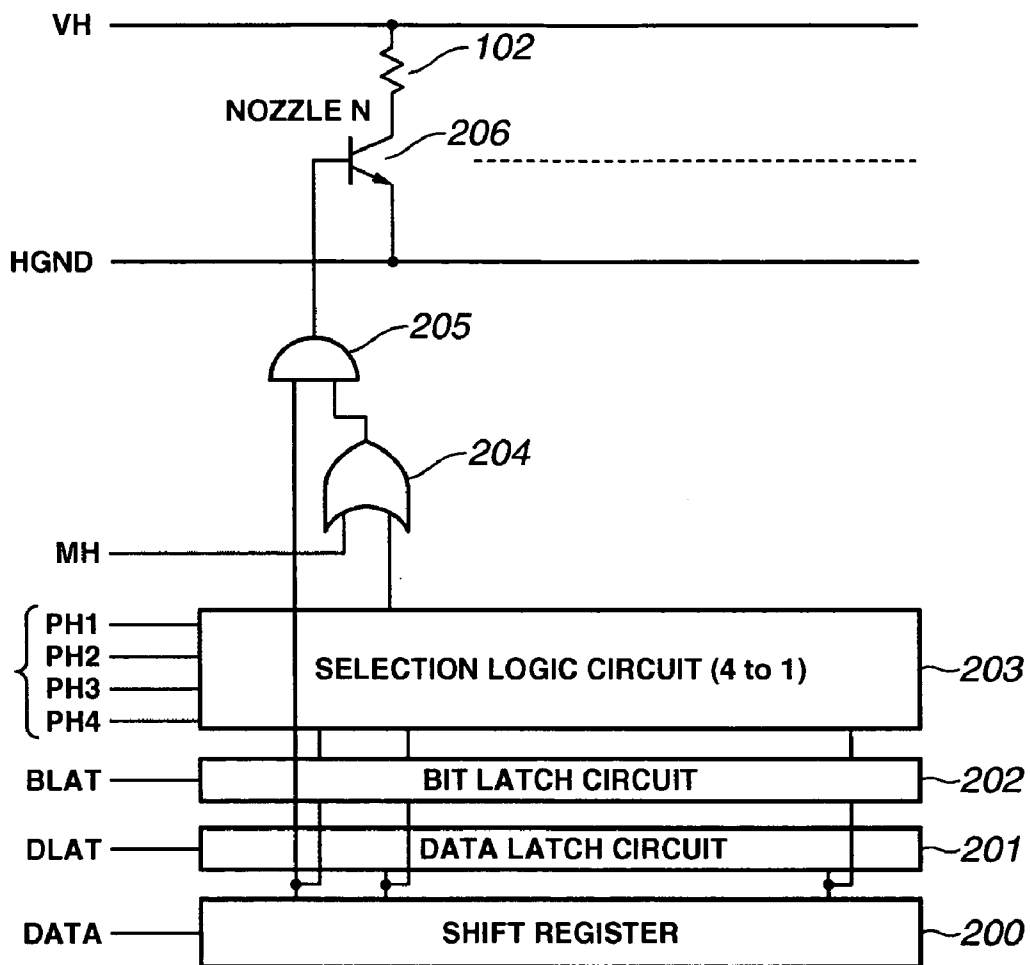 VH
102
NOZZLE N
206
HGND
205
204
MH
PH1
PH2
PH3
PH4
SELECTION LOGIC CIRCUIT (4 to 1)
203
BLAT
BIT LATCH CIRCUIT
202
DLAT
DATA LATCH CIRCUIT
201
DATA
SHIFT REGISTER
200